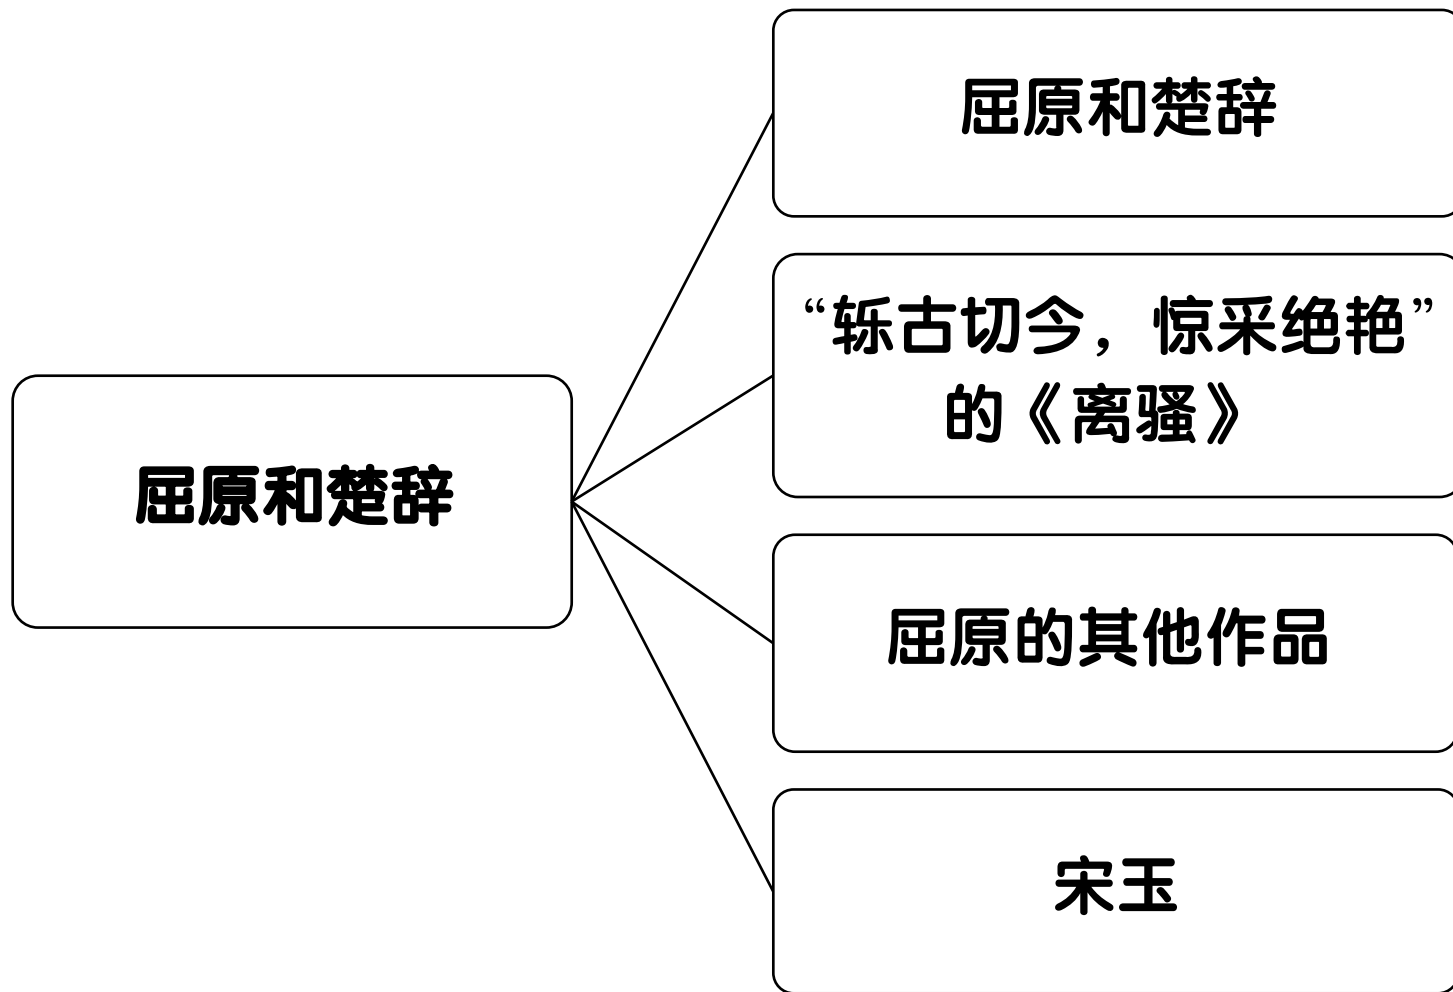 屈原和楚辞
屈原和楚辞
“轹古切今，惊采绝艳”
的《离骚》
屈原的其他作品
宋玉